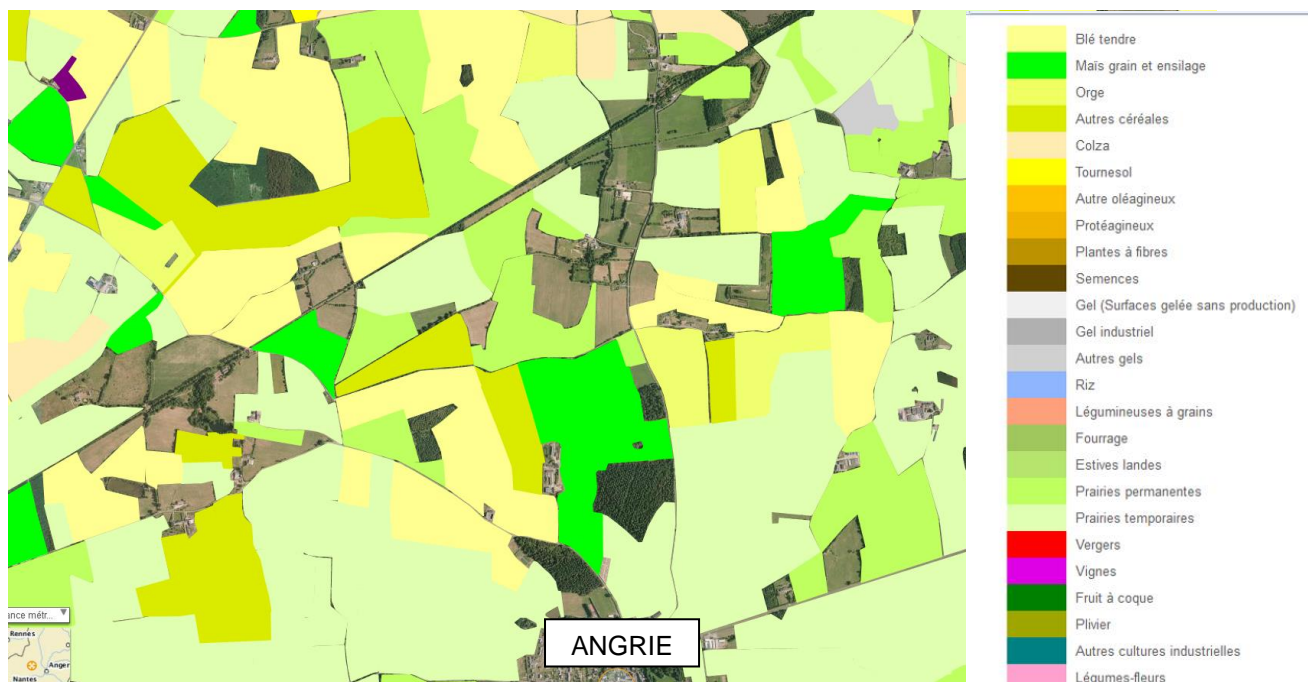 Blé tendre
Maïs grain et ensilage
Orge
Autres céréales
Colza
Tournesol
Autre oléagineux
Protéagineux
Plantes à fibres
Semences
Gel (Surfaces gelée sans production)
Gel industriel
Autres gels
Riz
Légumineuses à grains
Fourrage
Estives landes
Prairies permanentes
Prairies temporaires
Vergers
Vignes
Fruit à coque
Plivier
Autres cultures industrielles
Légumes-fleurs
ance métr...
Rennes
Anger
Nantes
ANGRIE